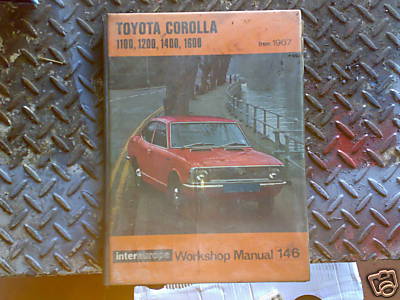 TOYOTA COROLLA
1100, 1200, 1400, 1600
from 1967
intereurope Workshop Manual 146